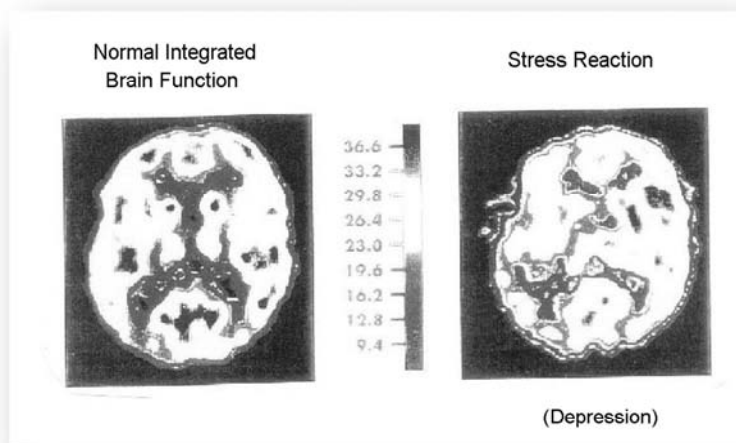 Normal Integrated
Brain Function
Stress Reaction
36.6
33.2
29.8
26.4
23.0
19.6
16.2
12.8
9.4
(Depression)